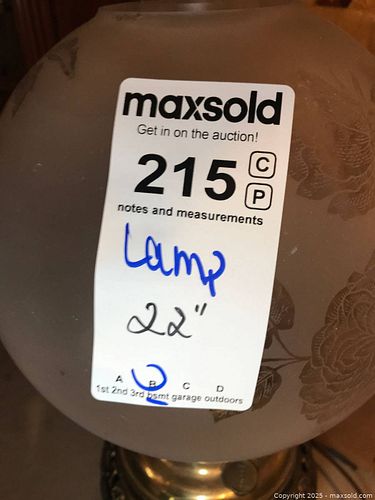 maxsold
Get in on the auction!
215 C
P
notes and measurements
Lamp
22"
A B C D
1st 2nd 3rd bsmt garage outdoors
Copyright 2025 - maxsold.com